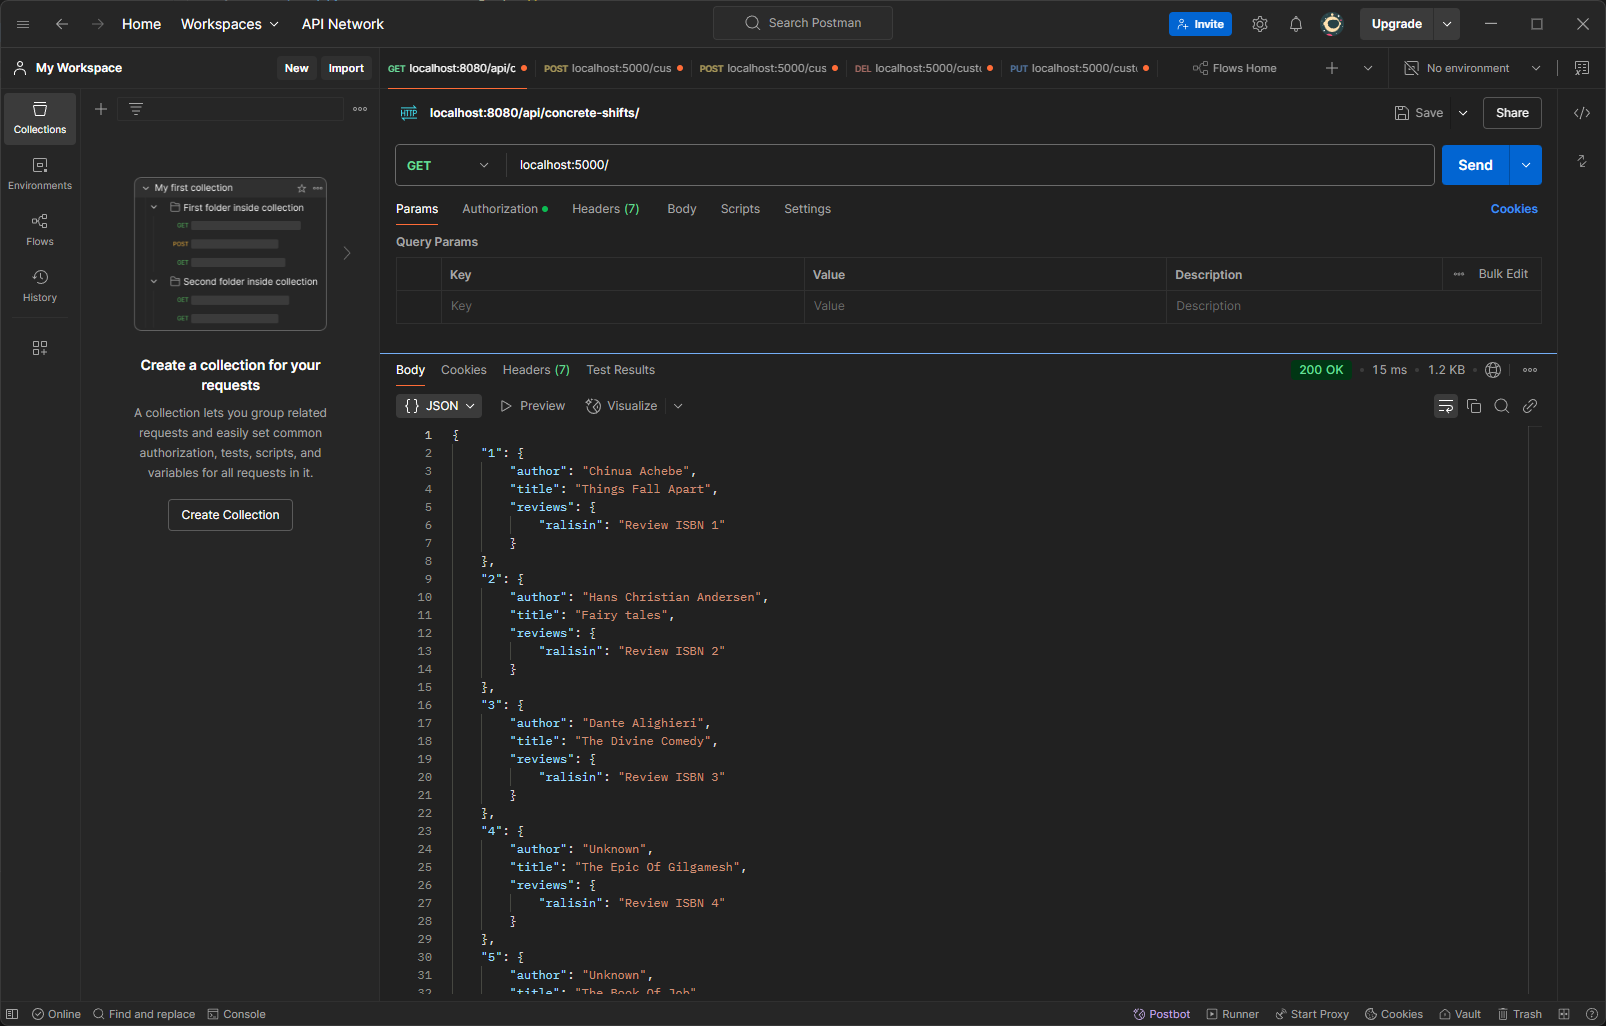 Home Workspaces API Network Search Postman Invite Upgrade
My Workspace New Import GET localhost:8080/api/c POST localhost:5000/cus POST localhost:5000/cus DEL localhost:5000/custo PUT localhost:5000/custo Flows Home No environment
Collections
Environments
Flows
History
My first collection
First folder inside collection
GET
POST
GET
Second folder inside collection
GET
GET
Create a collection for your
requests
A collection lets you group related
requests and easily set common
authorization, tests, scripts, and
variables for all requests in it.
Create Collection
HTTP localhost:8080/api/concrete-shifts/ Save Share
GET localhost:5000/ Send
Params Authorization Headers (7) Body Scripts Settings Cookies
Query Params
Key Value Description Bulk Edit
Key Value Description
Body Cookies Headers (7) Test Results 200 OK 15 ms 1.2 KB
{} JSON Preview Visualize
1 {
2 "1": {
3 "author": "Chinua Achebe",
4 "title": "Things Fall Apart",
5 "reviews": {
6 "ralisin": "Review ISBN 1"
7 }
8 },
9 "2": {
10 "author": "Hans Christian Andersen",
11 "title": "Fairy tales",
12 "reviews": {
13 "ralisin": "Review ISBN 2"
14 }
15 },
16 "3": {
17 "author": "Dante Alighieri",
18 "title": "The Divine Comedy",
19 "reviews": {
20 "ralisin": "Review ISBN 3"
21 }
22 },
23 "4": {
24 "author": "Unknown",
25 "title": "The Epic Of Gilgamesh",
26 "reviews": {
27 "ralisin": "Review ISBN 4"
28 }
29 },
30 "5": {
31 "author": "Unknown",
32 "title": "The Book Of Job"
Online Find and replace Console Postbot Runner Start Proxy Cookies Vault Trash